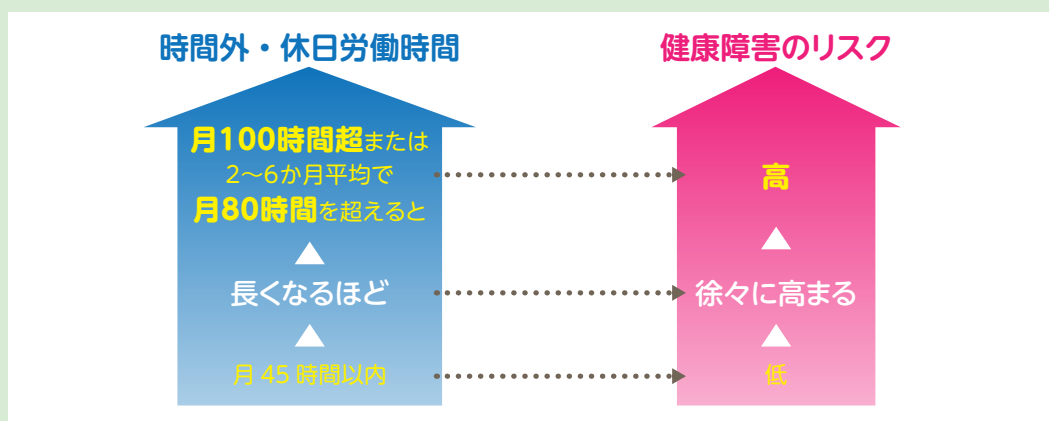 時間外・休日労働時間
月100時間超または
2〜6か月平均で
月80時間を超えると
長くなるほど
月 45 時間以内
健康障害のリスク
高
徐々に高まる
低